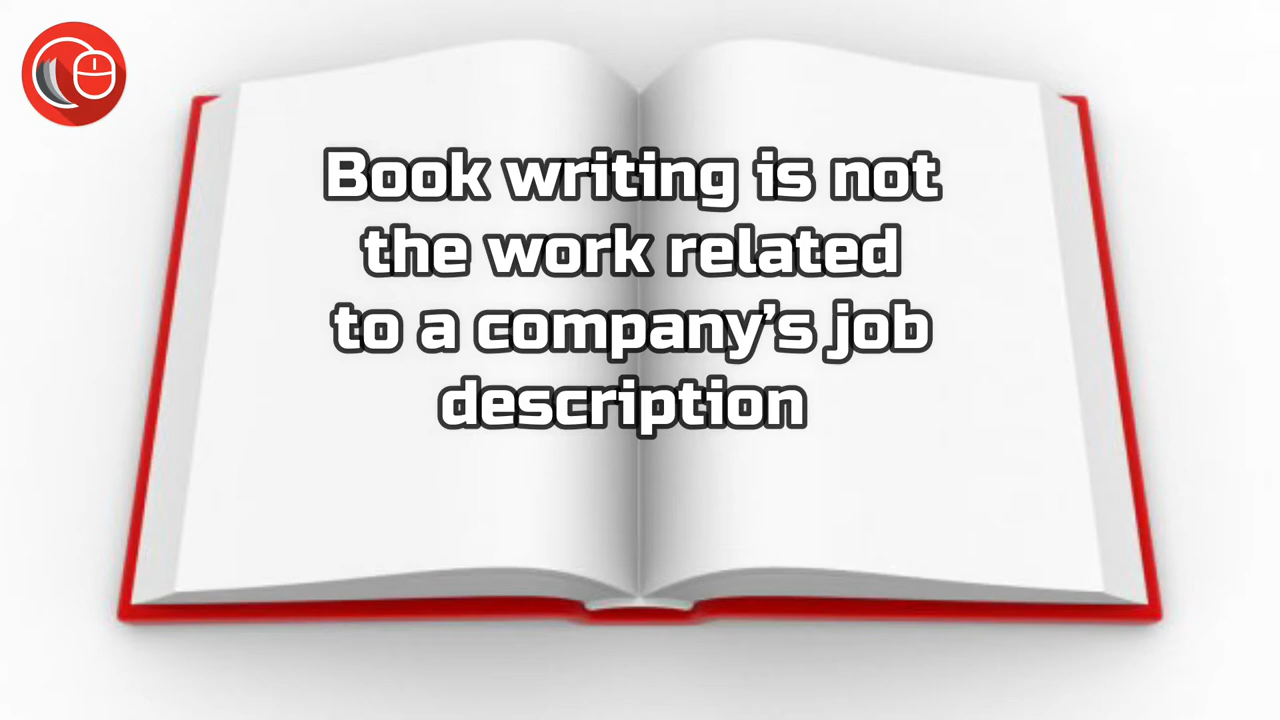 Book writing is not
the work related
to a company’s job
description